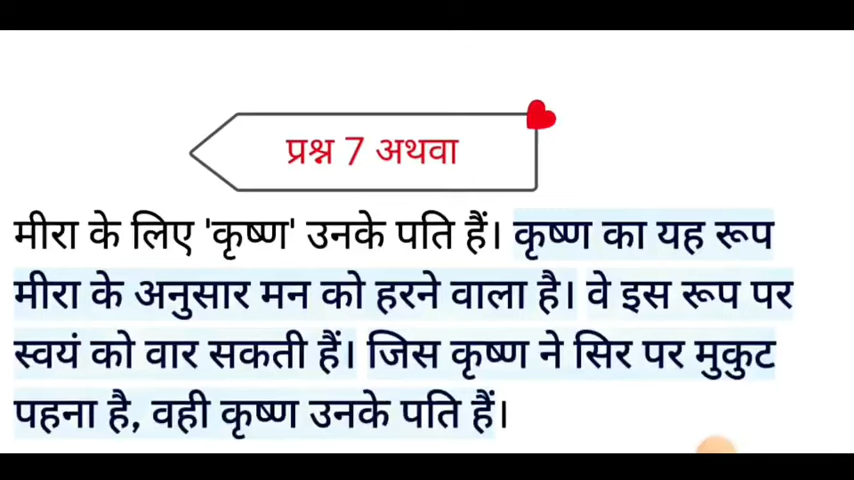 प्रश्न 7 अथवा
मीरा के लिए 'कृष्ण' उनके पति हैं। कृष्ण का यह रूप
मीरा के अनुसार मन को हरने वाला है। वे इस रूप पर
स्वयं को वार सकती हैं। जिस कृष्ण ने सिर पर मुकुट
पहना है, वही कृष्ण उनके पति हैं।